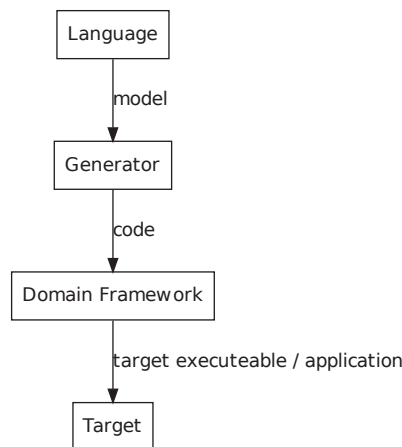 Language
model
Generator
code
Domain Framework
target executeable / application
Target